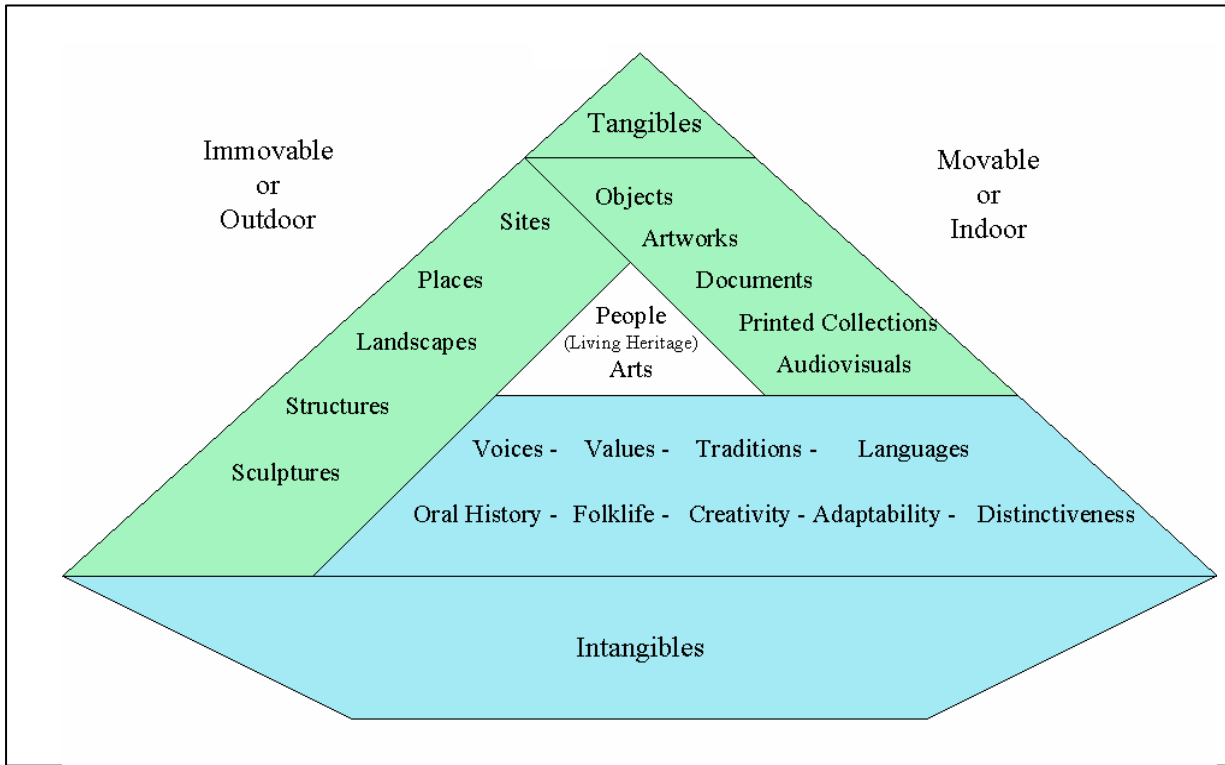 Tangibles
Immovable
or
Outdoor
Movable
or
Indoor
Sites
Places
Landscapes
Structures
Sculptures
Objects
Artworks
Documents
Printed Collections
Audiovisuals
People
(Living Heritage)
Arts
Voices - Values - Traditions - Languages
Oral History - Folklife - Creativity - Adaptability - Distinctiveness
Intangibles